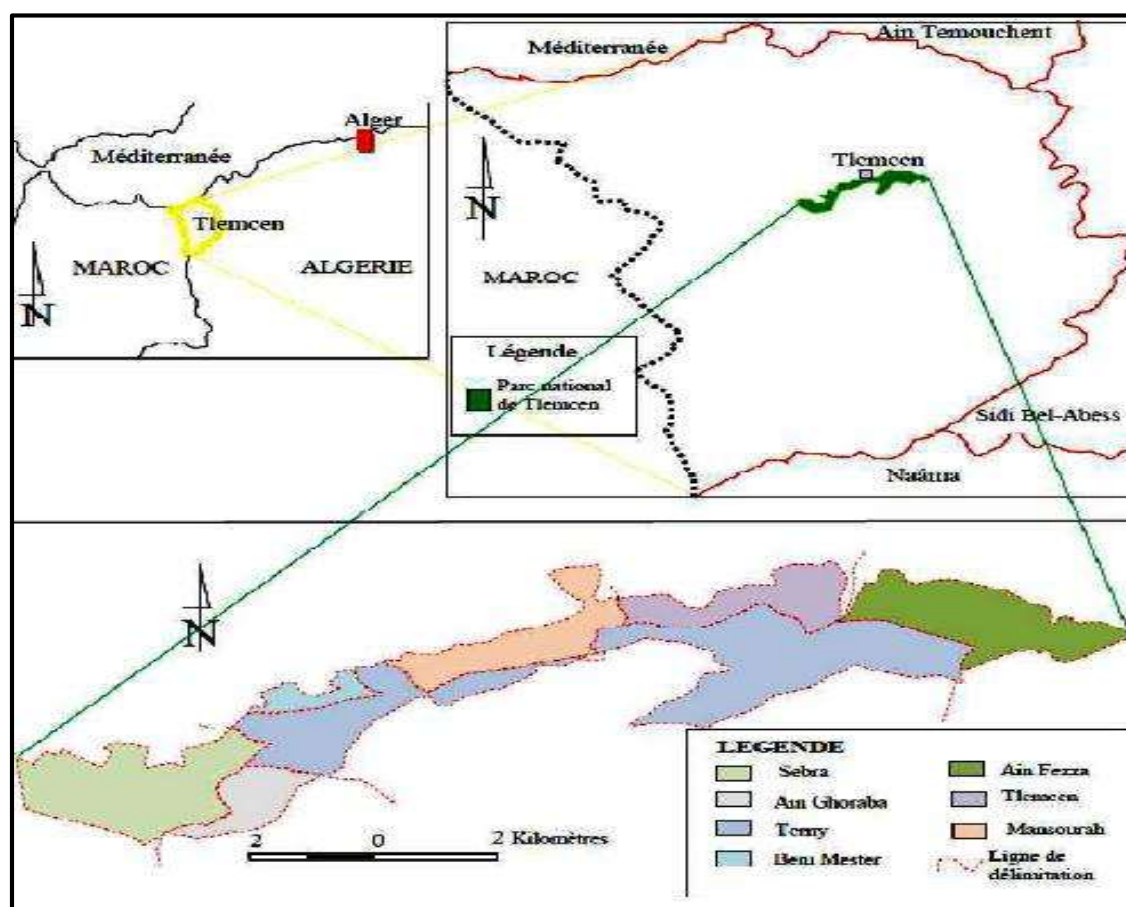 Alger
Méditerranée
Tlemcen
MAROC
ALGERIE
N
Méditerranée
Ain Temouchent
Tlemcen
N
MAROC
Légende
Parc national
de Tlemcen
Sidi Bel-Abess
Naâma
N
2 0 2 Kilomètres
LEGENDE
Sebra
Ain Ghoraba
Terny
Beni Mester
Ain Fezza
Tlemcen
Mansourah
Ligne de
délimitation